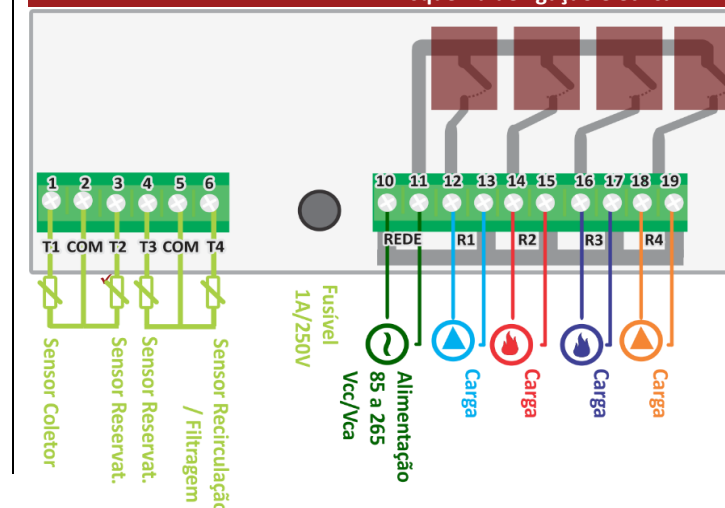 1 2 3 4 5 6
10 11 12 13 14 15 16 17 18 19
T1 COM T2 T3 COM T4
REDE R1 R2 R3 R4
Sensor Coletor
Sensor Reservat.
Sensor Reservat.
Sensor Recirculação
/ Filtragem
Fusível
1A/250V
Alimentação
85 a 265
Vcc/Vca
Carga
Carga
Carga
Carga